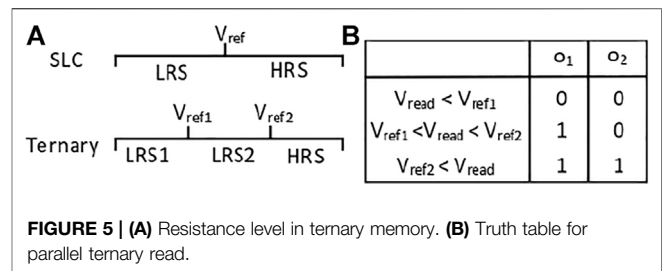 A
SLC
V_ref
LRS HRS
Ternary
V_ref1 V_ref2
LRS1 LRS2 HRS
B
O_1 O_2
V_read < V_ref1 0 0
V_ref1 <V_read < V_ref2 1 0
V_ref2 < V_read 1 1
FIGURE 5 | (A) Resistance level in ternary memory. (B) Truth table for
parallel ternary read.